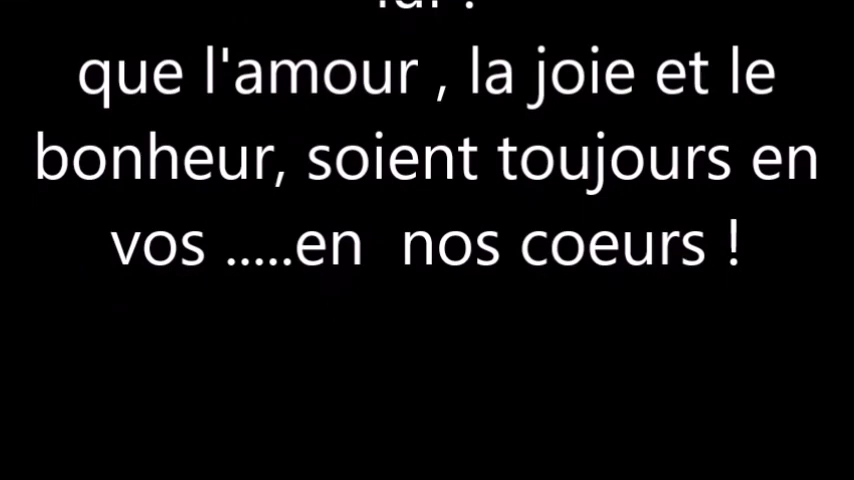 que l'amour , la joie et le
bonheur, soient toujours en
vos .....en  nos coeurs !